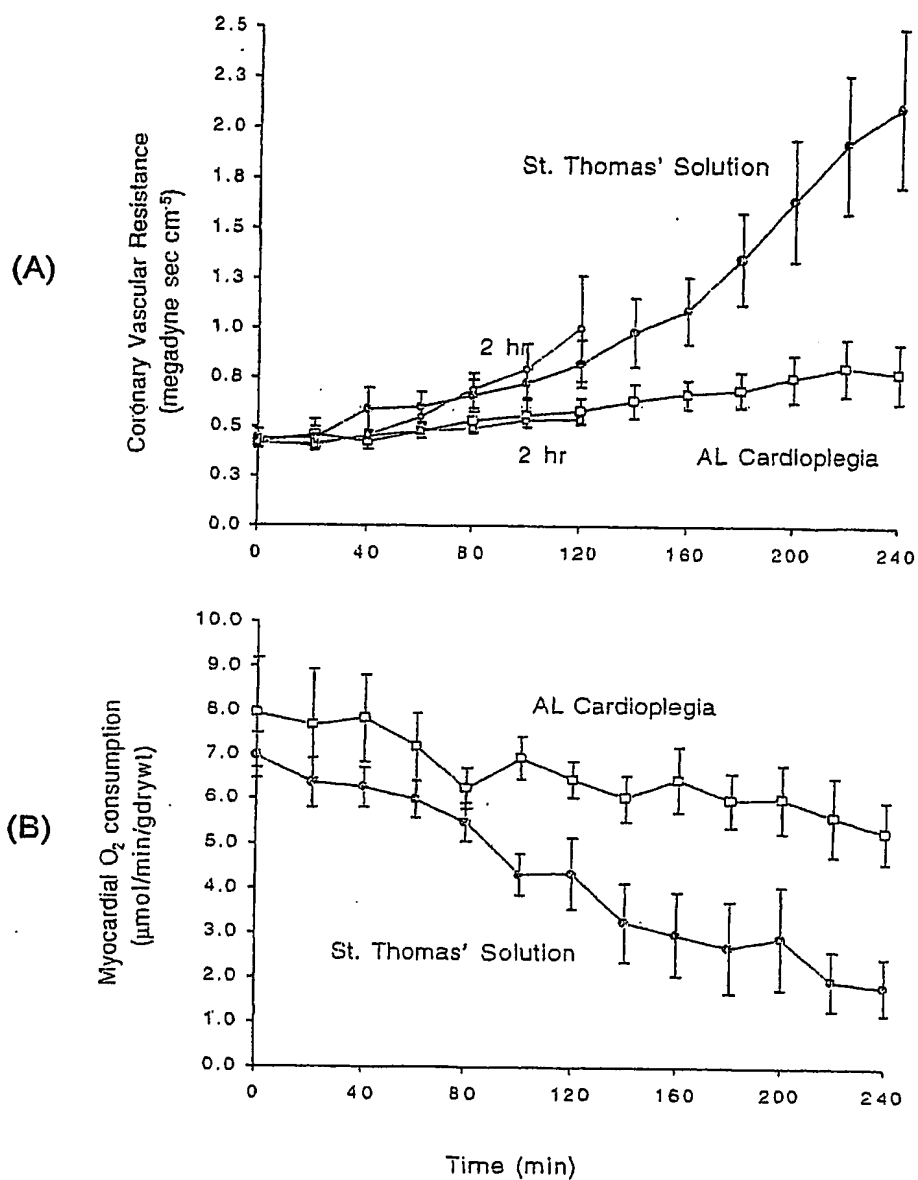 (A)
Coronary Vascular Resistance
(megadyne sec cm-5)
2.5
2.3
2.0
1.8
1.5
1.3
1.0
0.8
0.5
0.3
0.0
St. Thomas' Solution
2 hr
2 hr
AL Cardioplegia
0 40 80 120 160 200 240
(B)
Myocardial O2 consumption
(μmol/min/gdrywt)
10.0
9.0
8.0
7.0
6.0
5.0
4.0
3.0
2.0
1.0
0.0
AL Cardioplegia
St. Thomas' Solution
0 40 80 120 160 200 240
Time (min)